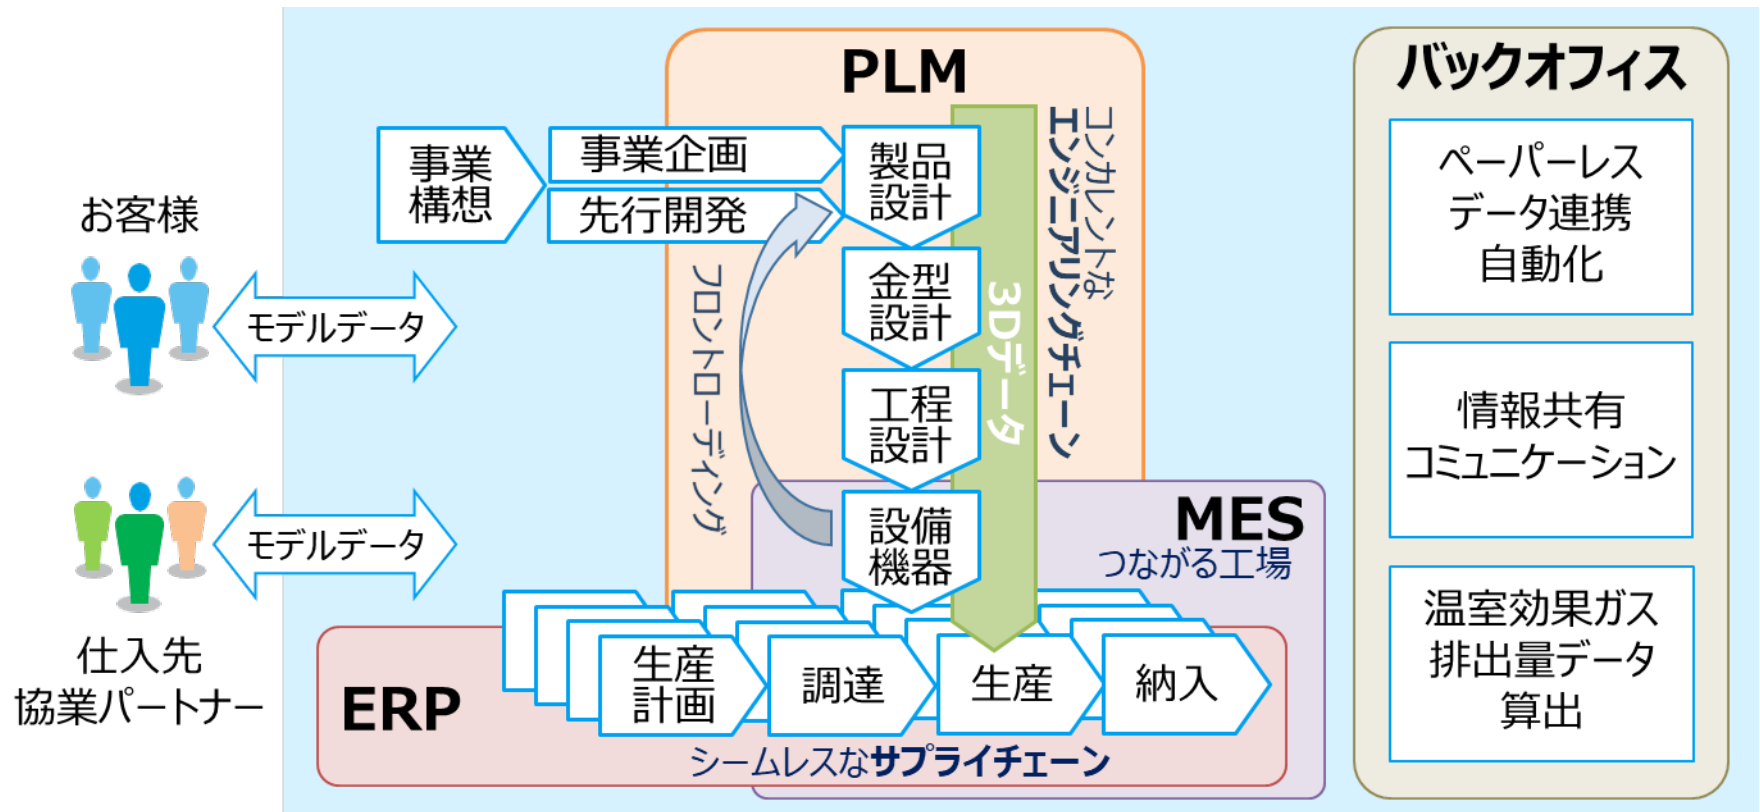 お客様
モデルデータ
仕入先
協業パートナー
モデルデータ
事業
構想
事業企画
先行開発
PLM
製品
設計
金型
設計
工程
設計
設備
機器
フロントローディング
3Dデータ
コンカレントな
エンジニアリングチェーン
MES
つながる工場
ERP
生産
計画
調達
生産
納入
シームレスなサプライチェーン
バックオフィス
ペーパーレス
データ連携
自動化
情報共有
コミュニケーション
温室効果ガス
排出量データ
算出